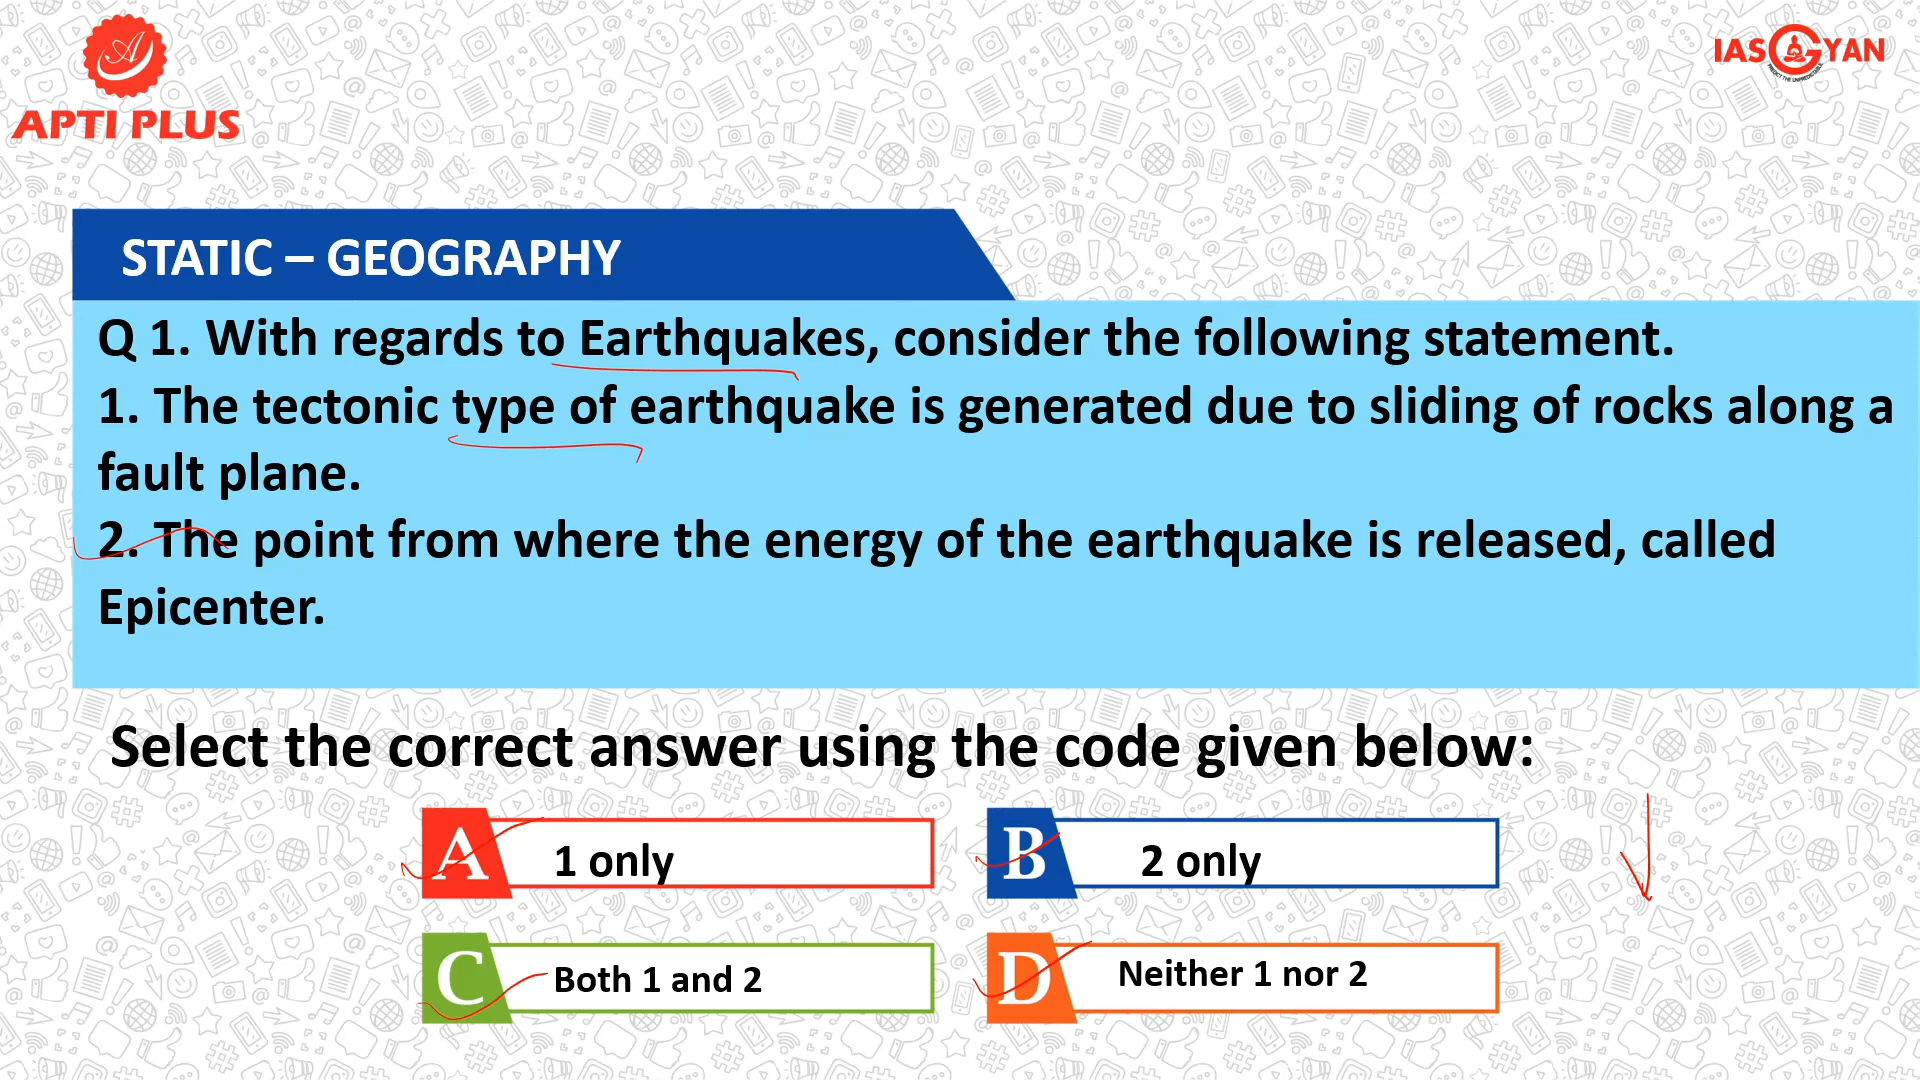 APTI PLUS
IASGYAN
PREDICT THE UNPREDICTABLE
STATIC – GEOGRAPHY
Q 1. With regards to Earthquakes, consider the following statement.
1. The tectonic type of earthquake is generated due to sliding of rocks along a
fault plane.
2. The point from where the energy of the earthquake is released, called
Epicenter.
Select the correct answer using the code given below:
A 1 only
B 2 only
C Both 1 and 2
D Neither 1 nor 2